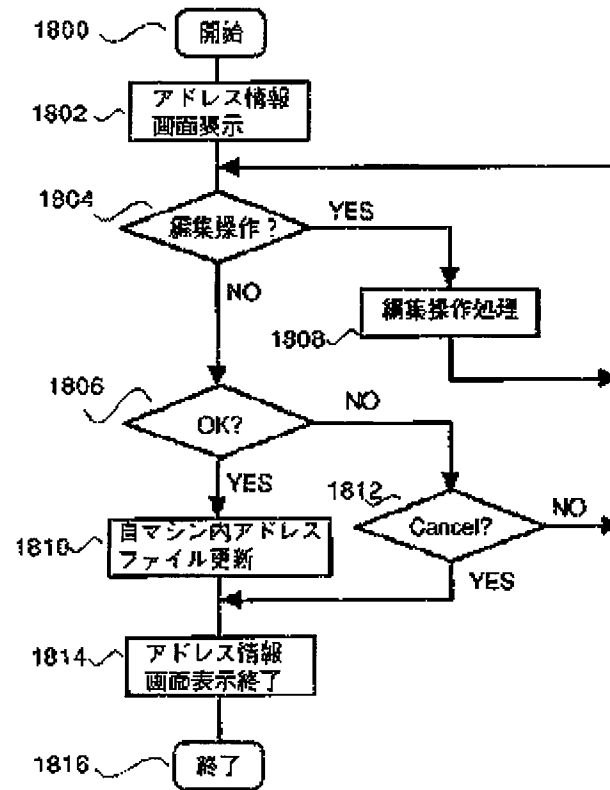 1800
開始
1802
アドレス情報
画面表示
1804
編集操作?
YES
NO
編集操作処理
1808
1806
OK?
NO
YES
1812
Cancel?
NO
YES
1810
自マシン内アドレス
ファイル更新
1814
アドレス情報
画面表示終了
1816
終了